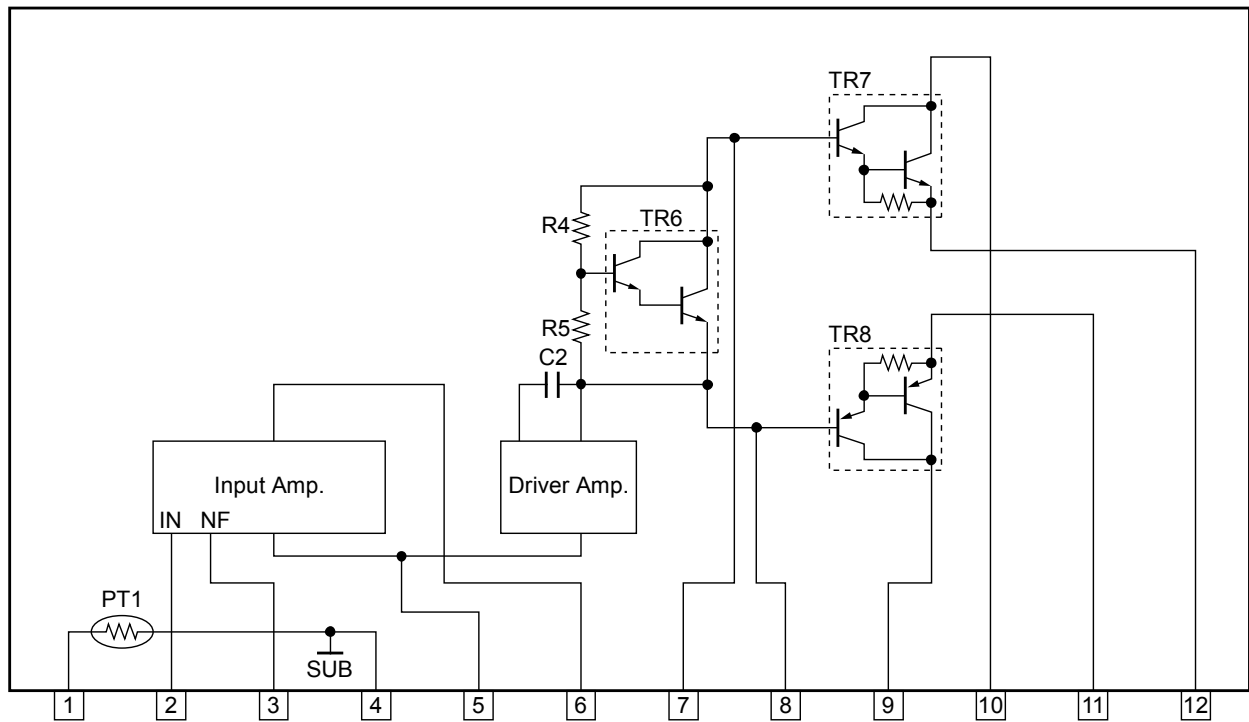 TR7
R4
TR6
R5
TR8
C2
Input Amp.
Driver Amp.
IN NF
PT1
SUB
1 2 3 4 5 6 7 8 9 10 11 12